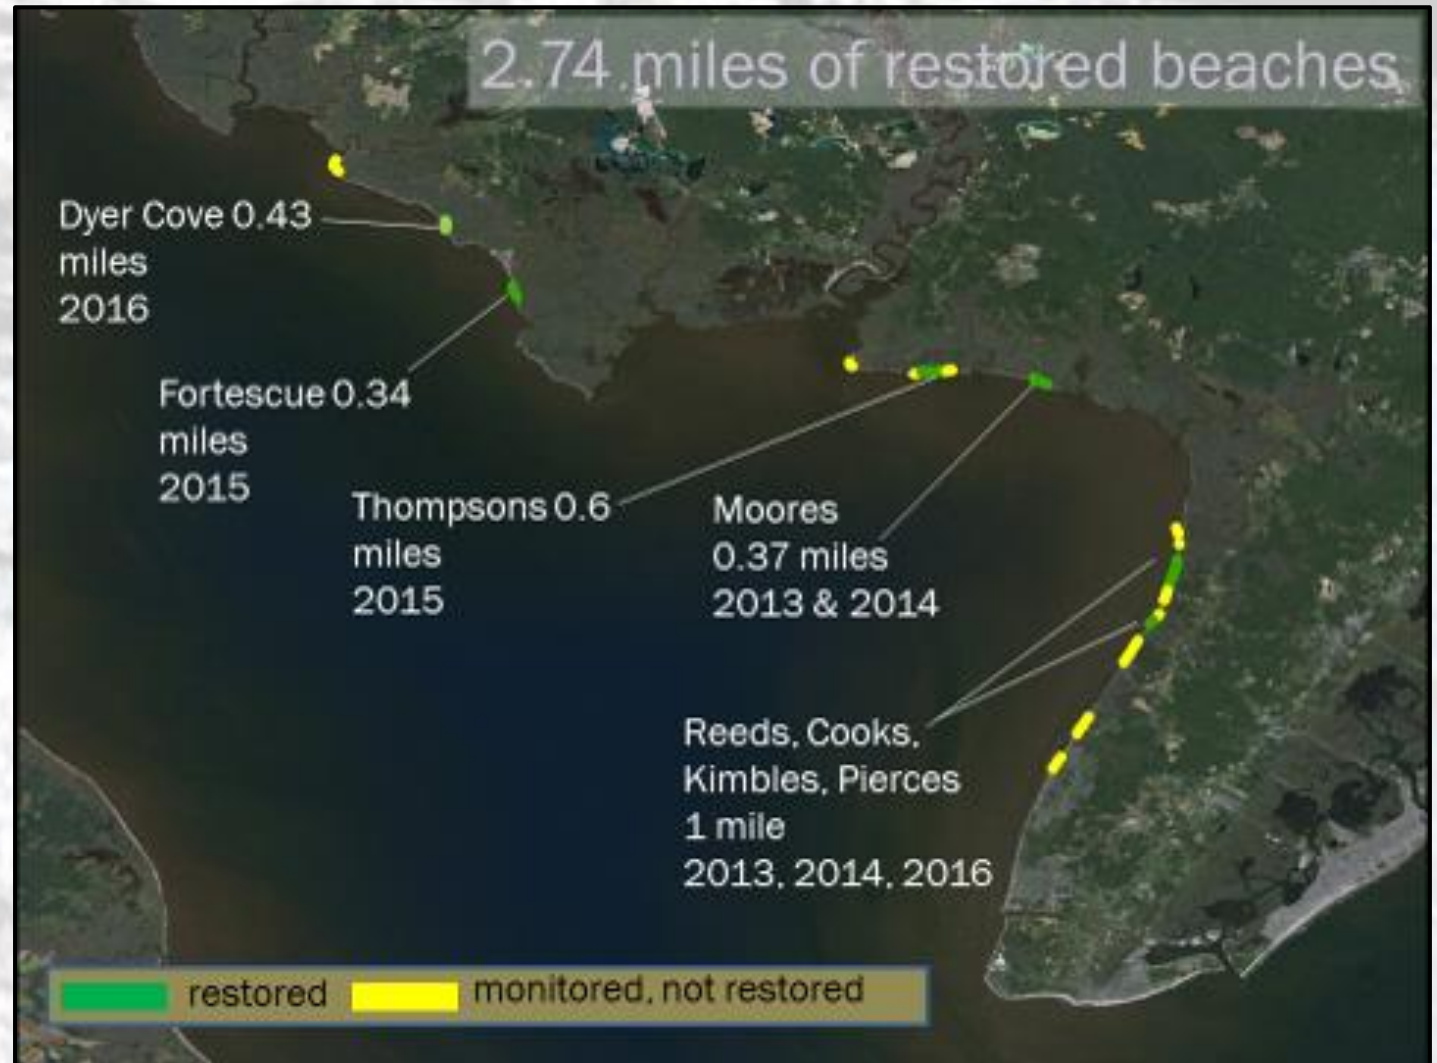 2.74 miles of restored beaches
Dyer Cove 0.43
miles
2016
Fortescue 0.34
miles
2015
Thompsons 0.6
miles
2015
Moores
0.37 miles
2013 & 2014
Reeds, Cooks,
Kimbles, Pierces
1 mile
2013, 2014, 2016
restored
monitored, not restored